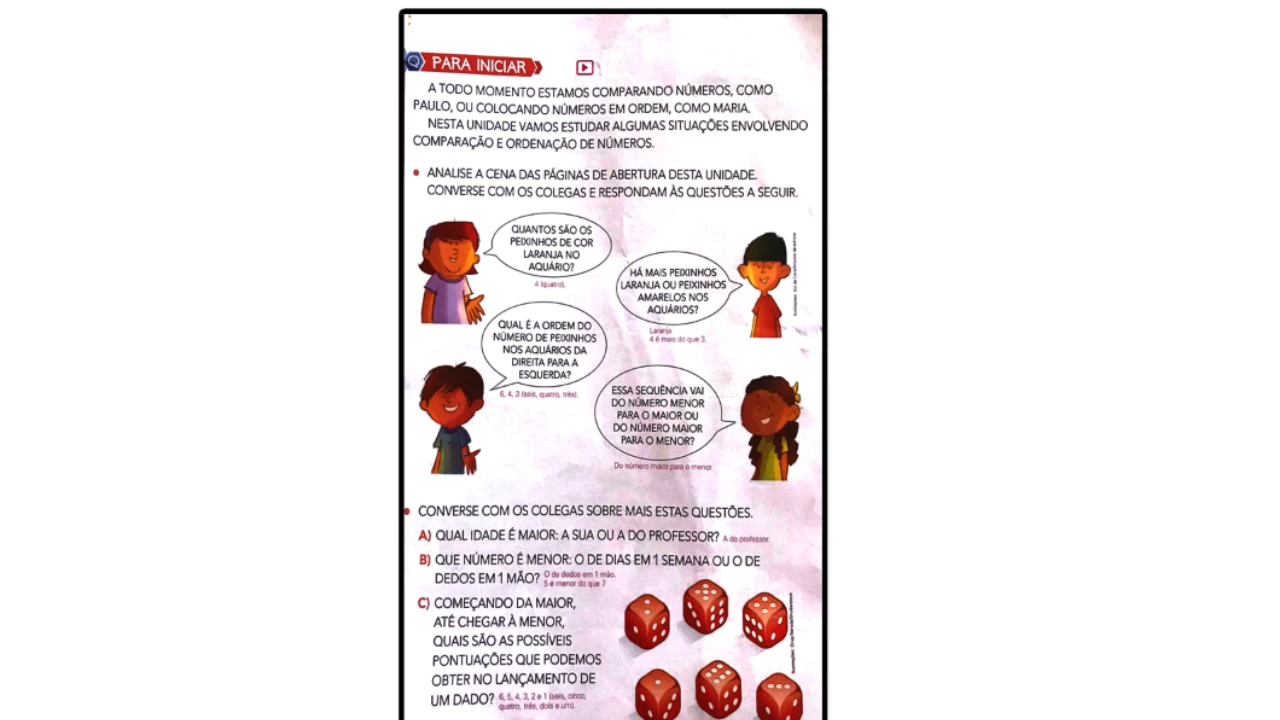 PARA INICIAR
A TODO MOMENTO ESTAMOS COMPARANDO NÚMEROS, COMO
PAULO, OU COLOCANDO NÚMEROS EM ORDEM, COMO MARIA.
NESTA UNIDADE VAMOS ESTUDAR ALGUMAS SITUAÇÕES ENVOLVENDO
COMPARAÇÃO E ORDENAÇÃO DE NÚMEROS.
• ANALISE A CENA DAS PÁGINAS DE ABERTURA DESTA UNIDADE.
CONVERSE COM OS COLEGAS E RESPONDAM ÀS QUESTÕES A SEGUIR.
QUANTOS SÃO OS
PEIXINHOS DE COR
LARANJA NO
AQUÁRIO?
4 (quatro).
HÁ MAIS PEIXINHOS
LARANJA OU PEIXINHOS
AMARELOS NOS
AQUÁRIOS?
Laranja
4 é mais do que 3.
QUAL É A ORDEM DO
NÚMERO DE PEIXINHOS
NOS AQUÁRIOS DA
DIREITA PARA A
ESQUERDA?
6, 4, 3 (seis, quatro, três).
ESSA SEQUÊNCIA VAI
DO NÚMERO MENOR
PARA O MAIOR OU
DO NÚMERO MAIOR
PARA O MENOR?
Do número maior para o menor.
• CONVERSE COM OS COLEGAS SOBRE MAIS ESTAS QUESTÕES.
A) QUAL IDADE É MAIOR: A SUA OU A DO PROFESSOR? A do professor.
B) QUE NÚMERO É MENOR: O DE DIAS EM 1 SEMANA OU O DE
DEDOS EM 1 MÃO? O de dedos em 1 mão.
5 é menor do que 7
C) COMEÇANDO DA MAIOR,
ATÉ CHEGAR À MENOR,
QUAIS SÃO AS POSSÍVEIS
PONTUAÇÕES QUE PODEMOS
OBTER NO LANÇAMENTO DE
UM DADO? 6, 5, 4, 3, 2 e 1 (seis, cinco,
quatro, três, dois e um).